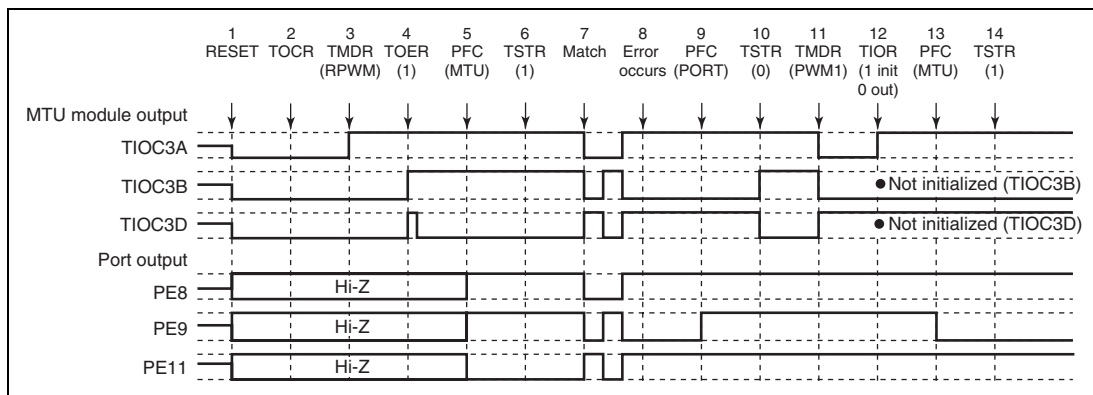 1 2 3 4 5 6 7 8 9 10 11 12 13 14
RESET TOCR TMDR TOER PFC TSTR Match Error PFC TSTR TMDR TIOR PFC TSTR
(RPWM) (1) (MTU) (1) occurs (PORT) (0) (PWM1) (1 init (MTU) (1)
0 out)
MTU module output
TIOC3A
TIOC3B • Not initialized (TIOC3B)
TIOC3D • Not initialized (TIOC3D)
Port output
PE8 Hi-Z
PE9 Hi-Z
PE11 Hi-Z